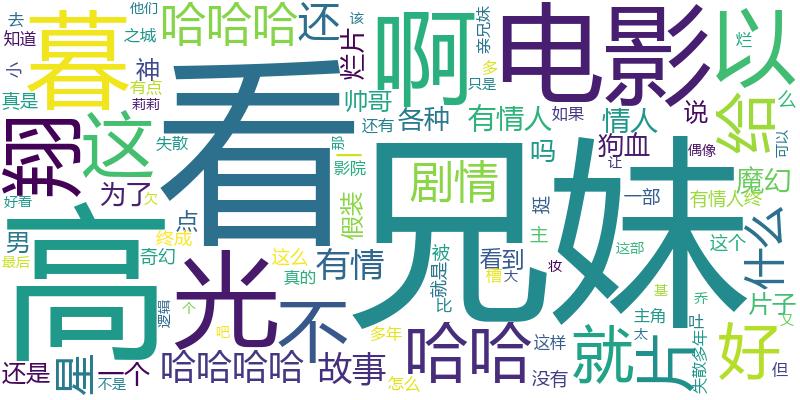 去
他们
该
知道
之城
小
真是
有点
莉莉
暮
神
哈哈哈
还
烂片
啊
亲兄妹
多
只是
电影
以
烂
么
可以
翔
这
为了
欠
好看
失散
看
帅哥
还有
各种
那
一
影院
有情人
情人
如果
说
给
狗血
让
偶像
吗
魔幻
有情人终
剧情
兄妹
挺
一部
主
这部
这个
什么
男
点
终成
奇幻
最后
高
假装
光
不
这么
真的
有情
被
就是
比
看到
大
槽
妆
基
乔
片子
又
逻辑
个
吧
还是
星
一个
不是
哈哈哈哈
故事
多年
怎么
哈哈
这样
没有
就
主角
太
片
失散多年
好
但